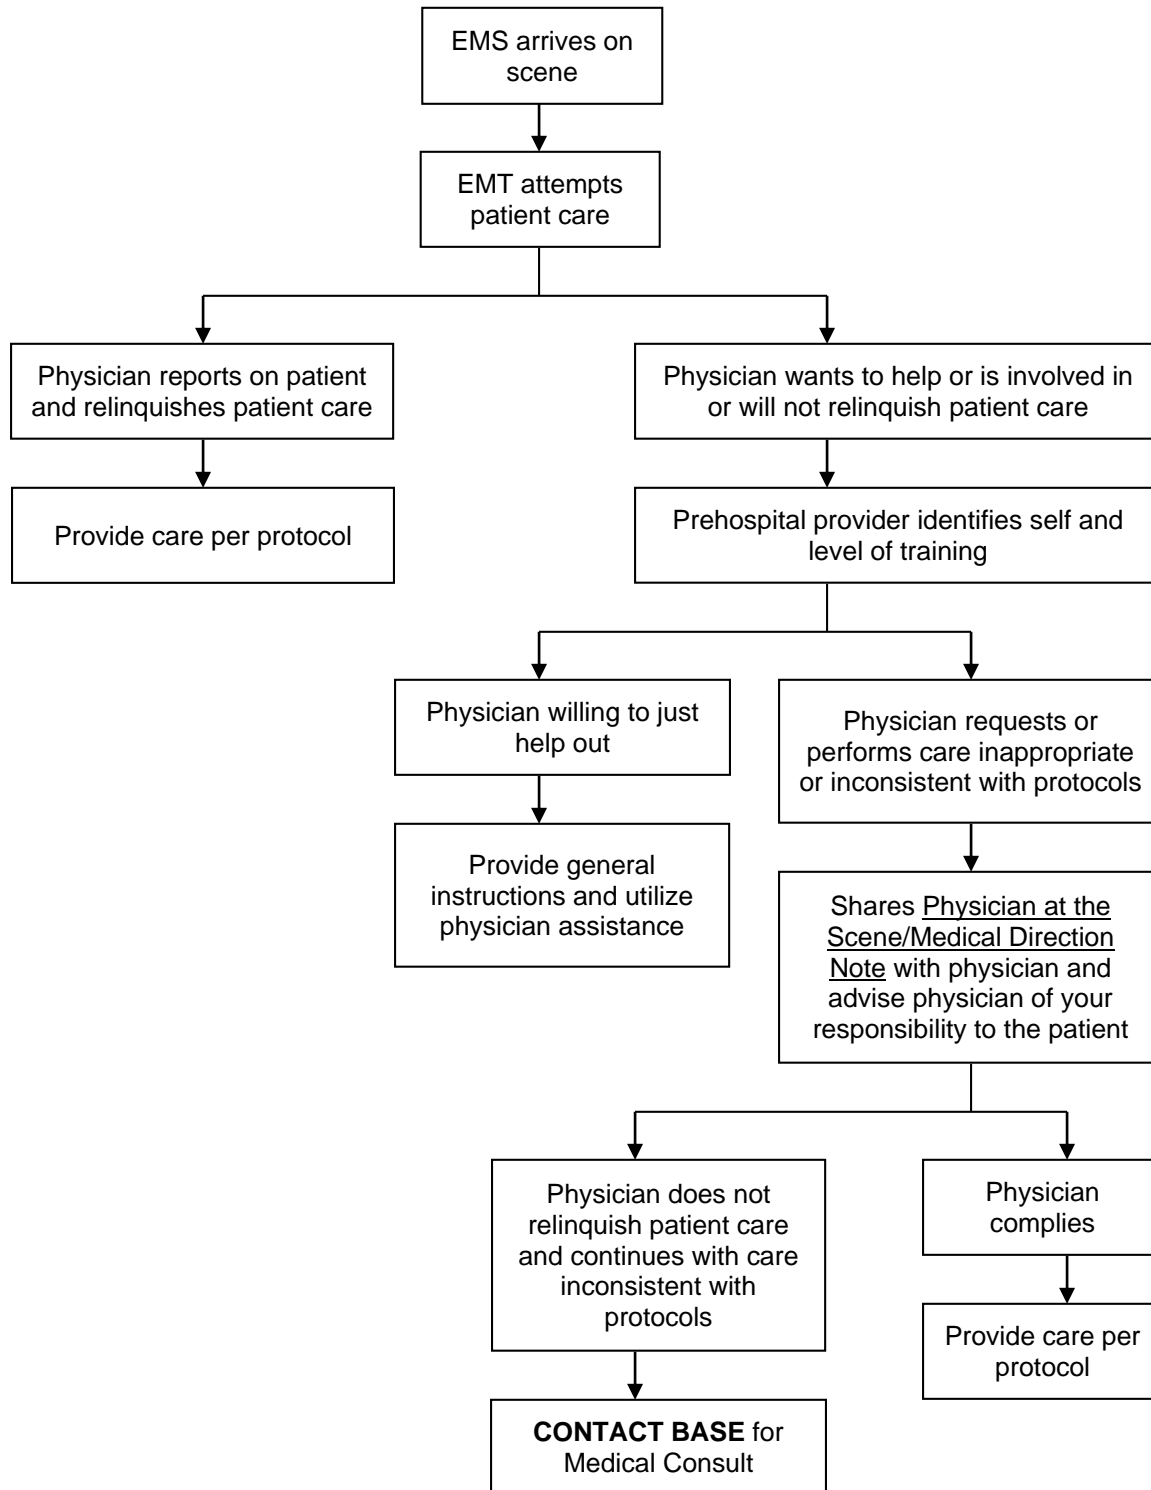 EMS arrives on
scene
EMT attempts
patient care
Physician reports on patient
and relinquishes patient care
Physician wants to help or is involved in
or will not relinquish patient care
Provide care per protocol
Prehospital provider identifies self and
level of training
Physician willing to just
help out
Physician requests or
performs care inappropriate
or inconsistent with protocols
Provide general
instructions and utilize
physician assistance
Shares Physician at the
Scene/Medical Direction
Note with physician and
advise physician of your
responsibility to the patient
Physician does not
relinquish patient care
and continues with care
inconsistent with
protocols
Physician
complies
Provide care per
protocol
CONTACT BASE for
Medical Consult